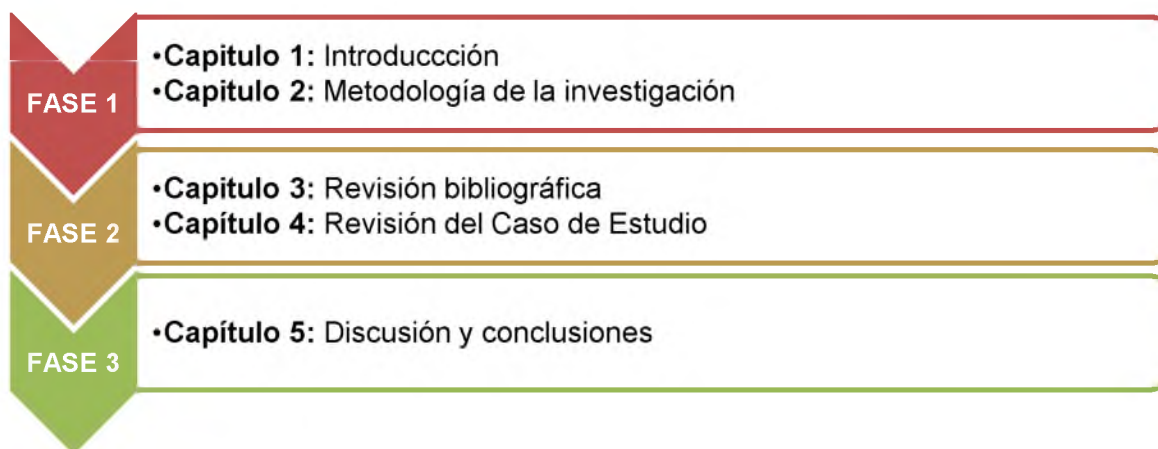 FASE 1
•Capitulo 1: Introduccción
•Capitulo 2: Metodología de la investigación
FASE 2
•Capitulo 3: Revisión bibliográfica
•Capítulo 4: Revisión del Caso de Estudio
FASE 3
•Capítulo 5: Discusión y conclusiones